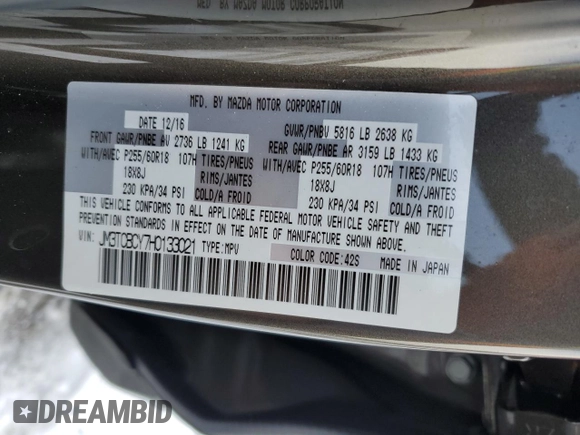 MFD. BY MAZDA MOTOR CORPORATION
MFD. BY MAZDA MOTOR CORPORATION
DATE 12/16 GVWR/PNBV 5816 LB 2638 KG
FRONT GAWR/PNBE AV 2736 LB 1241 KG REAR GAWR/PNBE AR 3159 LB 1433 KG
WITH/AVEC P255/60R18 107H TIRES/PNEUS WITH/AVEC P255/60R18 107H TIRES/PNEUS
18X8J RIMS/JANTES 18X8J RIMS/JANTES
230 KPA/34 PSI COLD/A FROID 230 KPA/34 PSI COLD/A FROID
THIS VEHICLE CONFORMS TO ALL APPLICABLE FEDERAL MOTOR VEHICLE SAFETY AND THEFT
PREVENTION STANDARDS IN EFFECT ON THE DATE OF MANUFACTURE SHOWN ABOVE.
JM3TCBCY7H0133021 TYPE:MPV
COLOR CODE:42S MADE IN JAPAN
DREAMBID